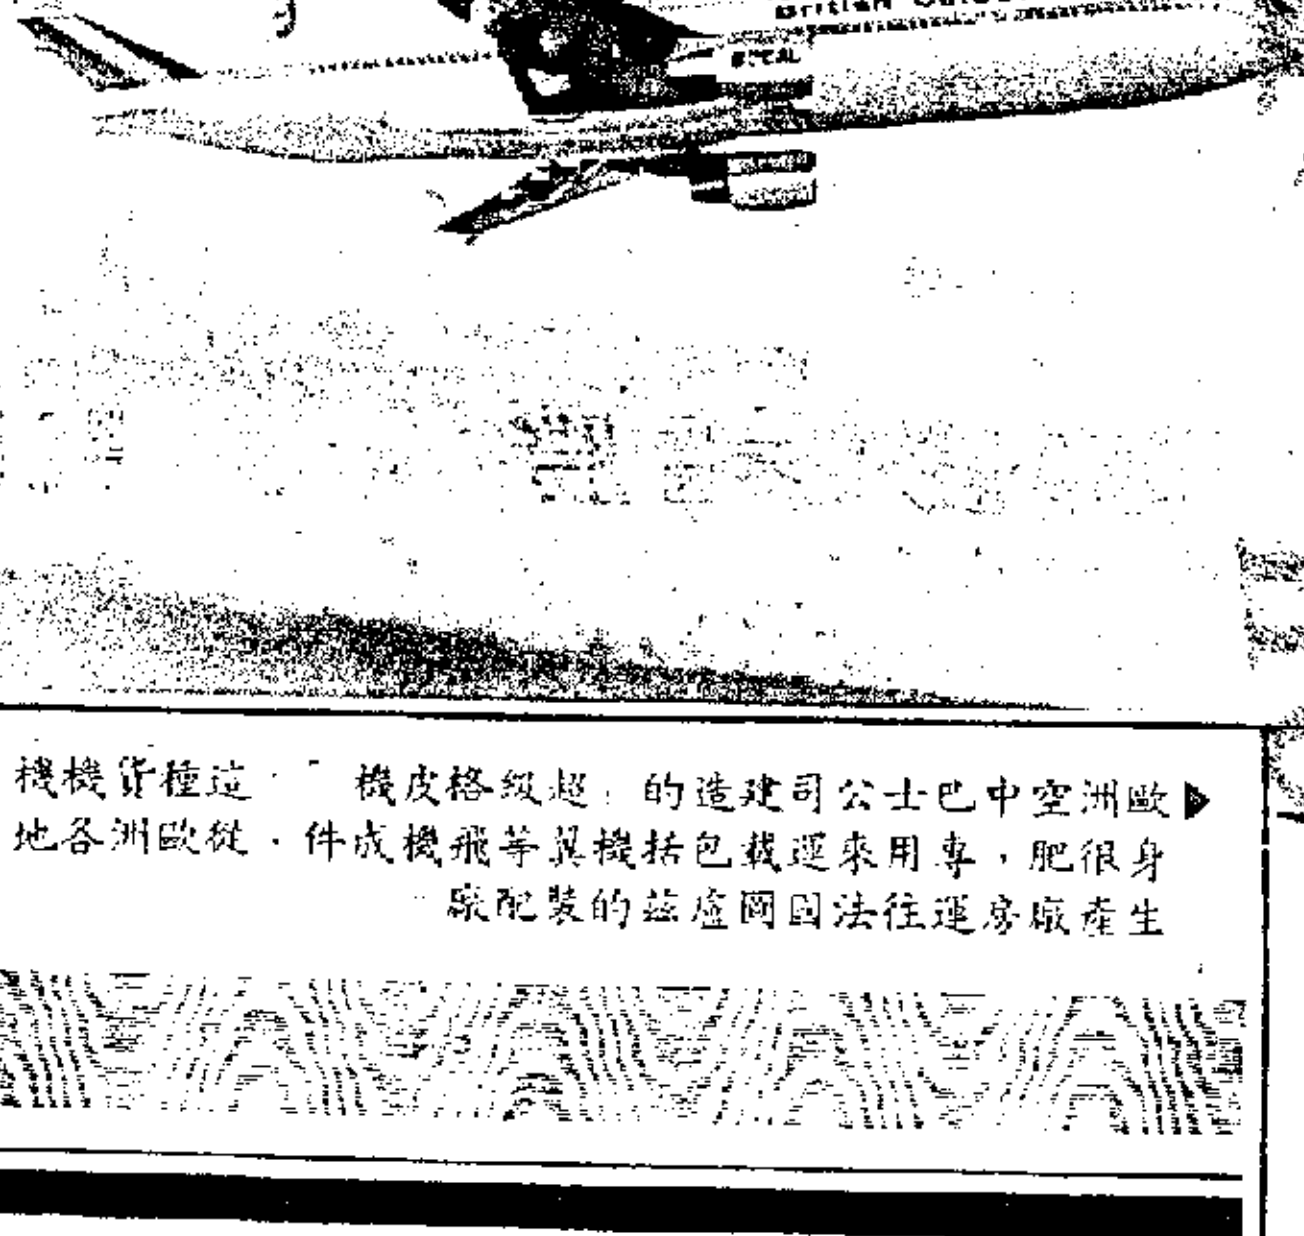 British
BCAL
▶歐洲空中巴士公司建造的「超級格皮機」。這種貨機機
身很肥，專用來運載包括機翼等飛機成件，從歐洲各地
生產廠房運往法國圖盧茲的裝配廠。